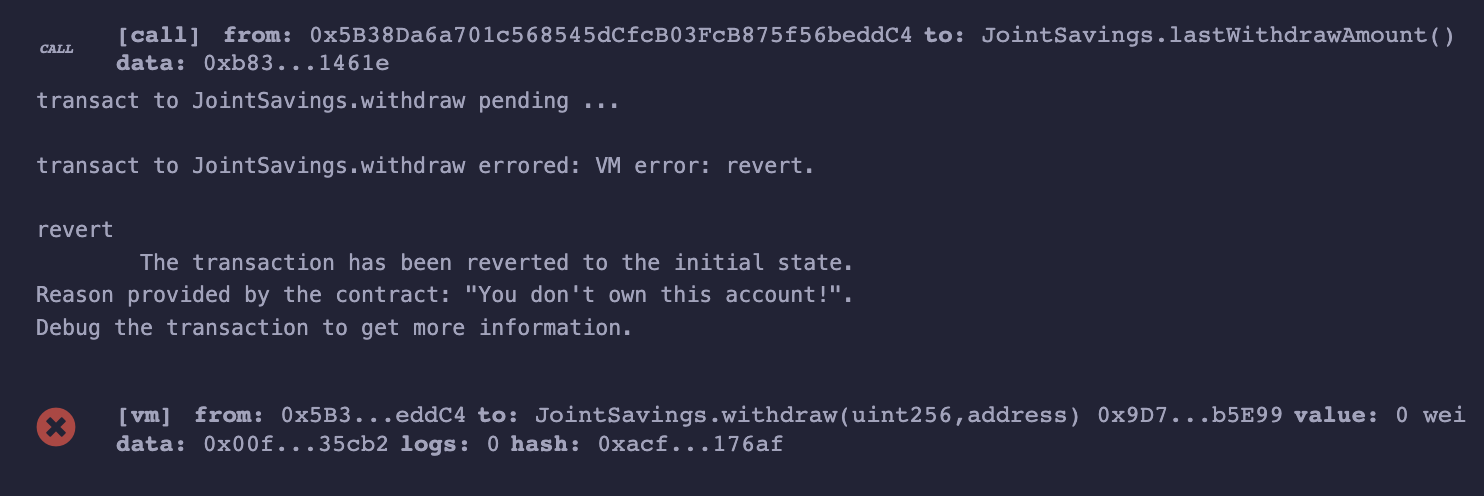 CALL [call] from: 0x5B38Da6a701c568545dCfcB03FcB875f56beddC4 to: JointSavings.lastWithdrawAmount()
data: 0xb83...1461e
transact to JointSavings.withdraw pending ...
transact to JointSavings.withdraw errored: VM error: revert.
revert
The transaction has been reverted to the initial state.
Reason provided by the contract: "You don't own this account!".
Debug the transaction to get more information.
[vm] from: 0x5B3...eddC4 to: JointSavings.withdraw(uint256,address) 0x9D7...b5E99 value: 0 wei
data: 0x00f...35cb2 logs: 0 hash: 0xacf...176af